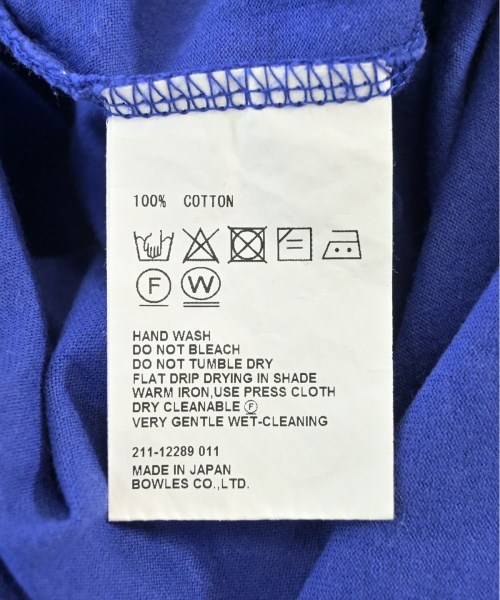 100% COTTON
F W
HAND WASH
DO NOT BLEACH
DO NOT TUMBLE DRY
FLAT DRIP DRYING IN SHADE
WARM IRON,USE PRESS CLOTH
DRY CLEANABLE Ⓕ
VERY GENTLE WET-CLEANING
211-12289 011
MADE IN JAPAN
BOWLES CO.,LTD.